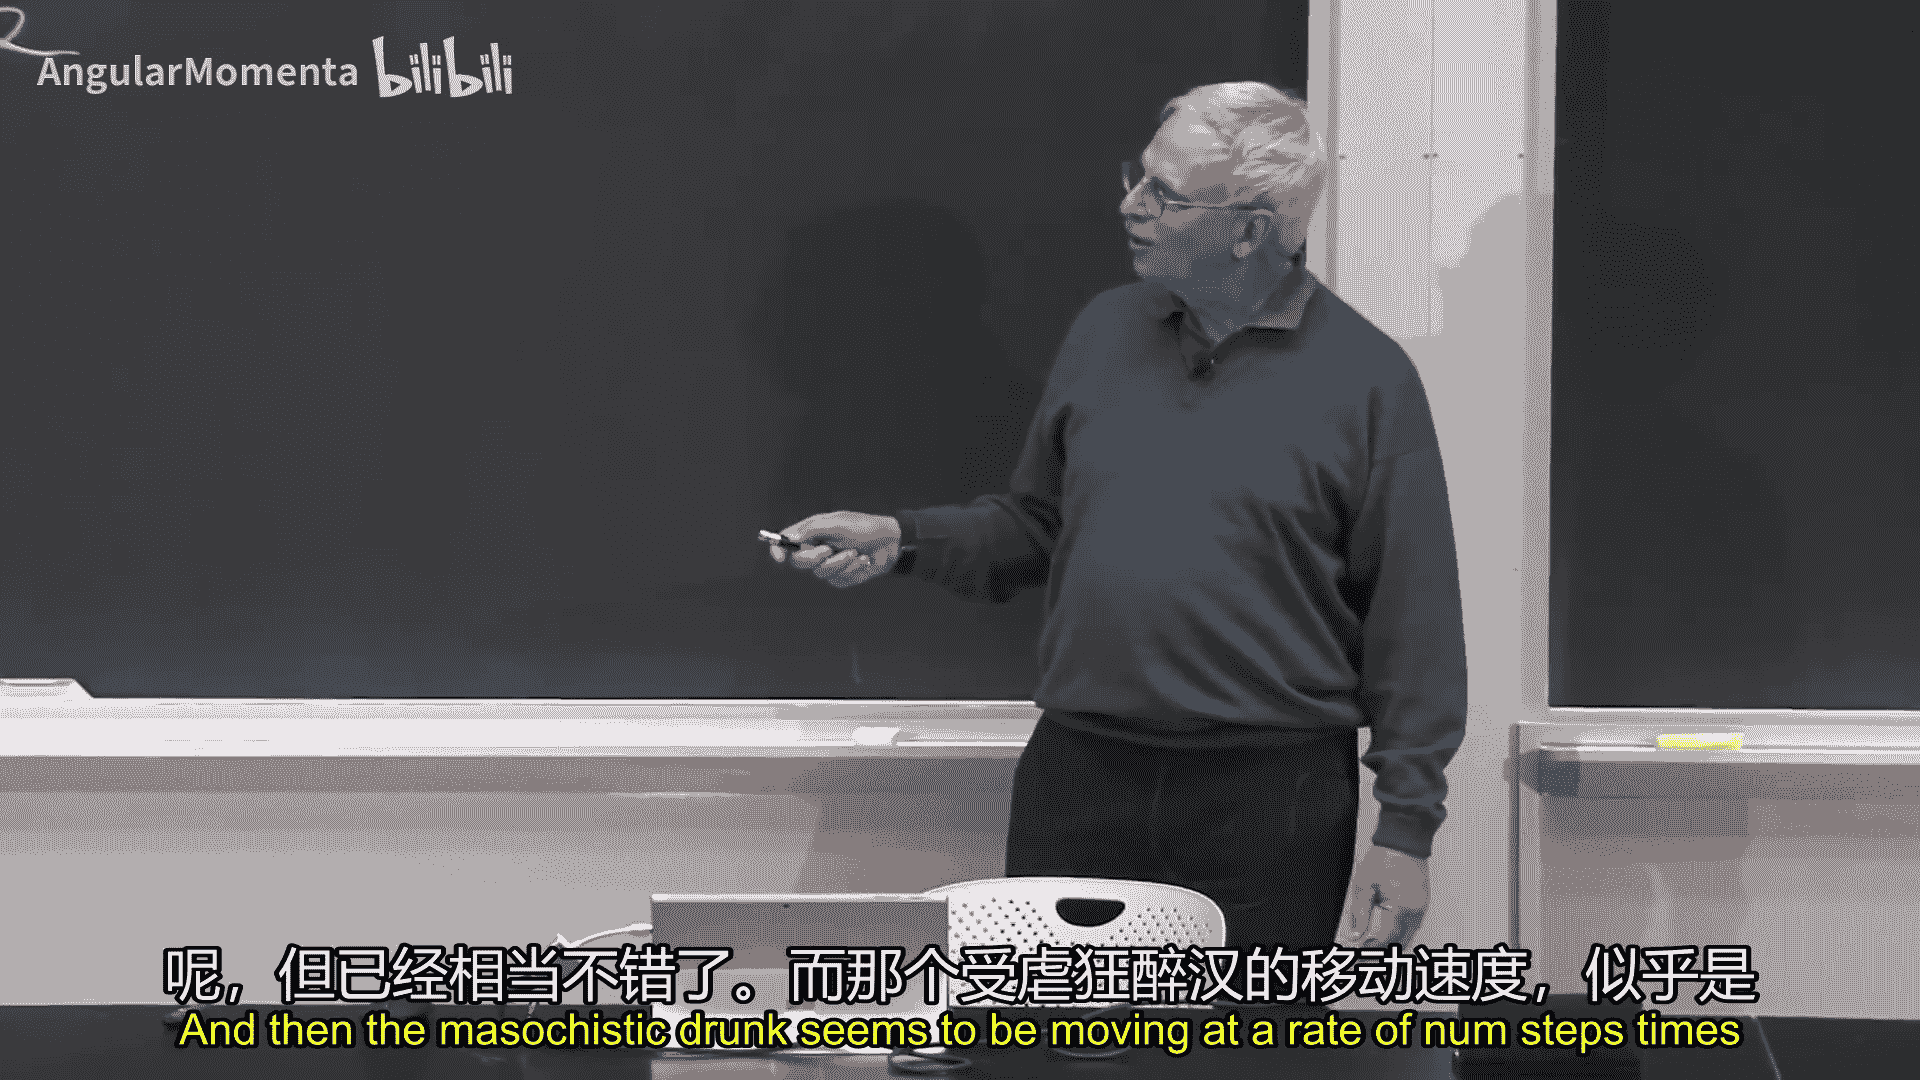 AngularMomenta bilibili
呢，但已经相当不错了。而那个受虐狂醉汉的移动速度，似乎是
And then the masochistic drunk seems to be moving at a rate of num steps times